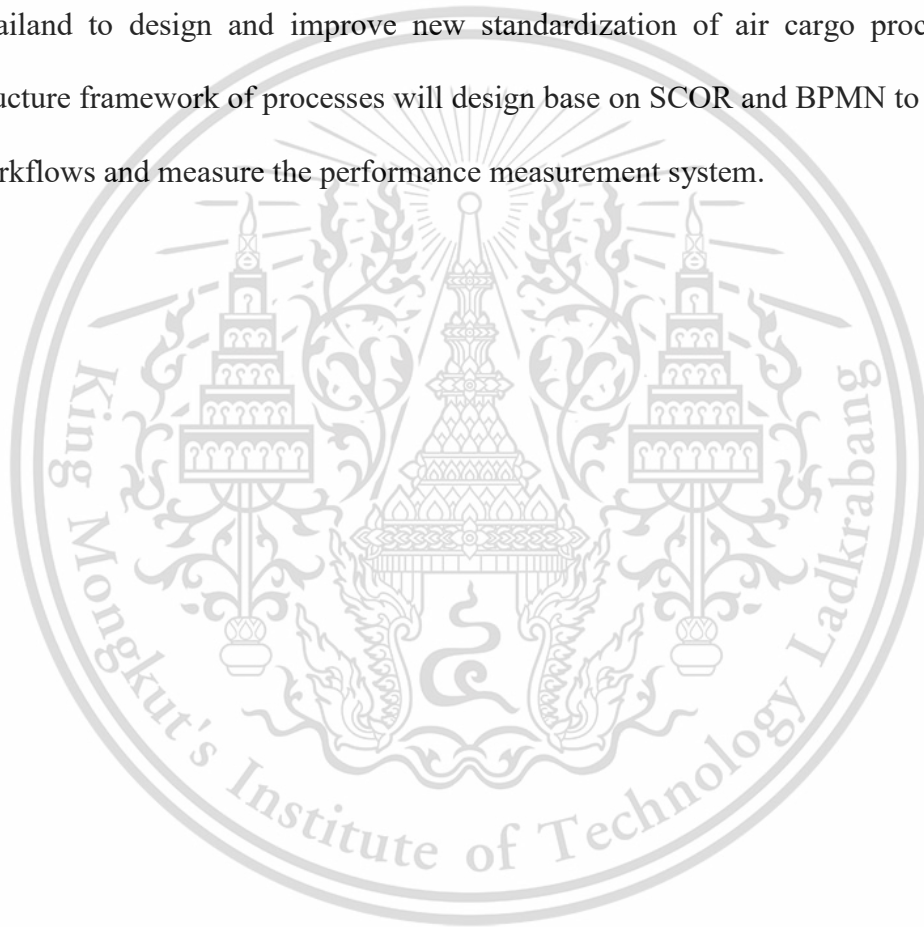 ailand to design and improve new standardization of air cargo proc
ucture framework of processes will design base on SCOR and BPMN to
rkflows and measure the performance measurement system.
King Mongkut's Institute of Technology Ladkrabang